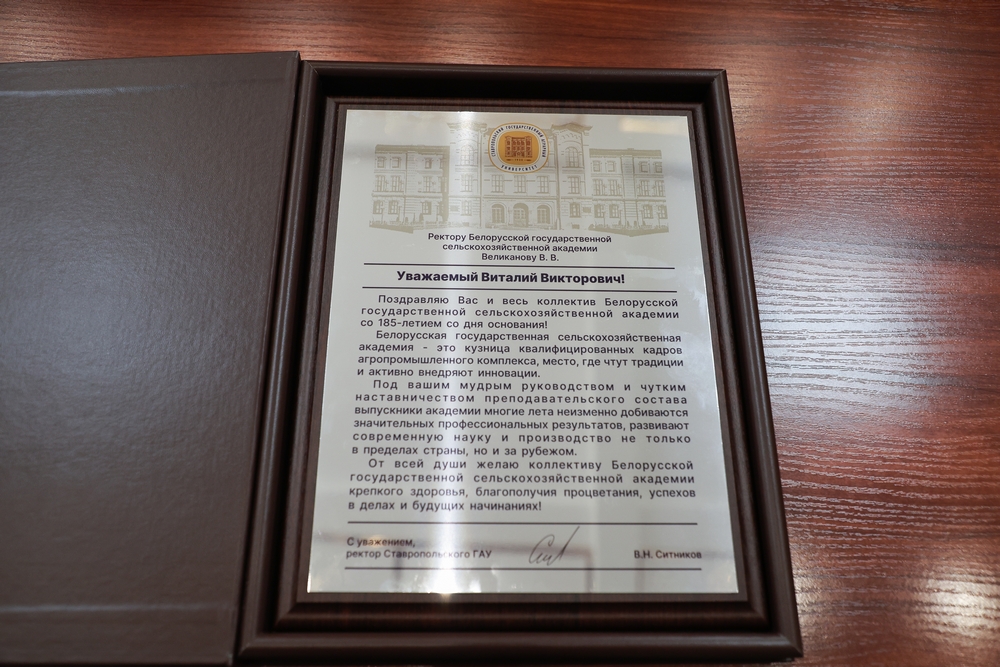 СТАВРОПОЛЬСКИЙ ГОСУДАРСТВЕННЫЙ АГРАРНЫЙ
УНИВЕРСИТЕТ
Ректору Белорусской государственной
сельскохозяйственной академии
Великанову В. В.
Уважаемый Виталий Викторович!
Поздравляю Вас и весь коллектив Белорусской
государственной сельскохозяйственной академии
со 185-летием со дня основания!
Белорусская государственная сельскохозяйственная
академия - это кузница квалифицированных кадров
агропромышленного комплекса, место, где чтут традиции
и активно внедряют инновации.
Под вашим мудрым руководством и чутким
наставничеством преподавательского состава
выпускники академии многие лета неизменно добиваются
значительных профессиональных результатов, развивают
современную науку и производство не только
в пределах страны, но и за рубежом.
От всей души желаю коллективу Белорусской
государственной сельскохозяйственной академии
крепкого здоровья, благополучия процветания, успехов
в делах и будущих начинаниях!
С уважением,
ректор Ставропольского ГАУ
В.Н. Ситников